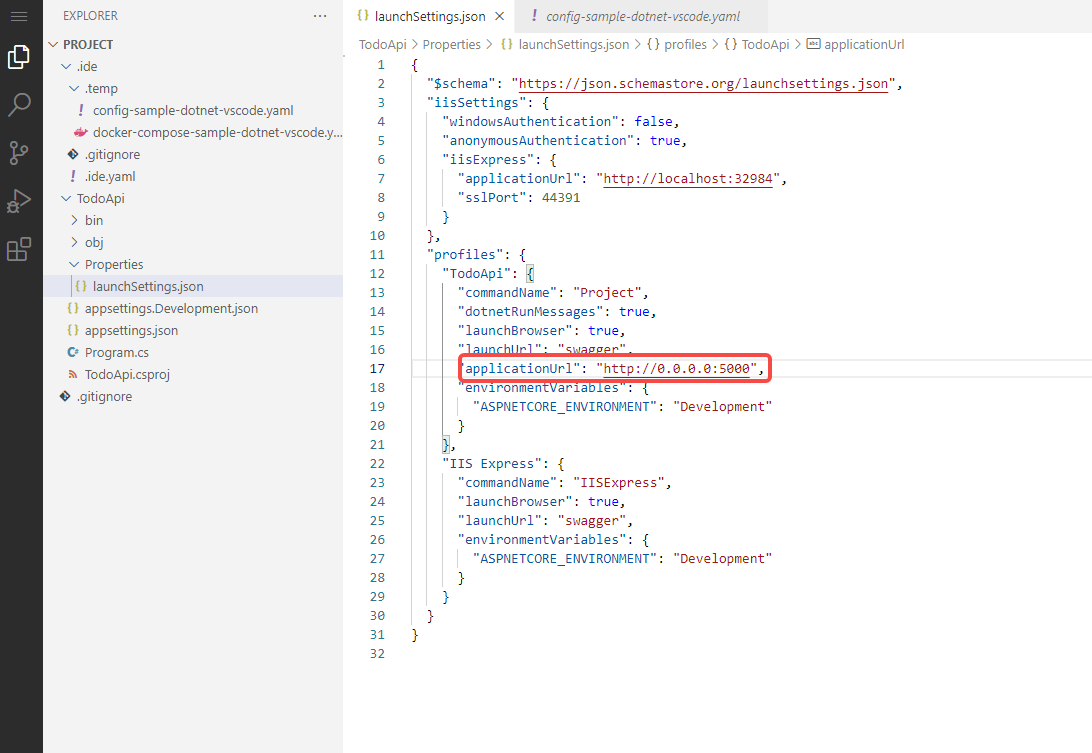 EXPLORER ...
launchSettings.json ×
! config-sample-dotnet-vscode.yaml
PROJECT
.ide
.temp
! config-sample-dotnet-vscode.yaml
docker-compose-sample-dotnet-vscode.y...
.gitignore
! .ide.yaml
TodoApi
bin
obj
Properties
{} launchSettings.json
{} appsettings.Development.json
{} appsettings.json
C# Program.cs
TodoApi.csproj
.gitignore
TodoApi > Properties > {} launchSettings.json > {} profiles > {} TodoApi > abc applicationUrl
1 {
2 "$schema": "https://json.schemastore.org/launchsettings.json",
3 "iisSettings": {
4 "windowsAuthentication": false,
5 "anonymousAuthentication": true,
6 "iisExpress": {
7 "applicationUrl": "http://localhost:32984",
8 "sslPort": 44391
9 }
10 },
11 "profiles": {
12 "TodoApi": {
13 "commandName": "Project",
14 "dotnetRunMessages": true,
15 "launchBrowser": true,
16 "launchUrl": "swagger",
17 "applicationUrl": "http://0.0.0.0:5000",
18 "environmentVariables": {
19 "ASPNETCORE_ENVIRONMENT": "Development"
20 }
21 },
22 "IIS Express": {
23 "commandName": "IISExpress",
24 "launchBrowser": true,
25 "launchUrl": "swagger",
26 "environmentVariables": {
27 "ASPNETCORE_ENVIRONMENT": "Development"
28 }
29 }
30 }
31 }
32